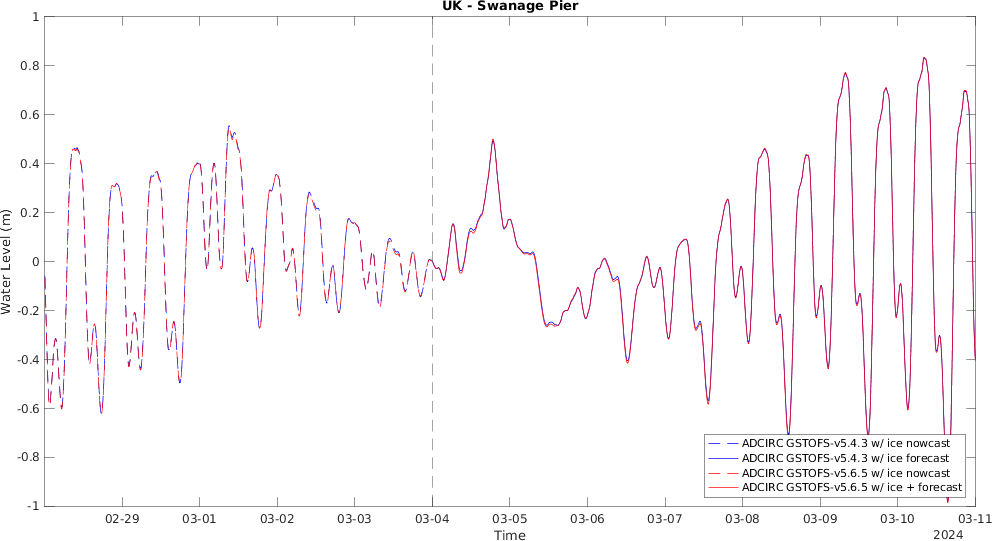 UK - Swanage Pier
1
0.8
0.6
0.4
0.2
0
-0.2
-0.4
-0.6
-0.8
-1
Water Level (m)
ADCIRC GSTOFS-v5.4.3 w/ ice nowcast
ADCIRC GSTOFS-v5.4.3 w/ ice forecast
ADCIRC GSTOFS-v5.6.5 w/ ice nowcast
ADCIRC GSTOFS-v5.6.5 w/ ice + forecast
02-29 03-01 03-02 03-03 03-04 03-05 03-06 03-07 03-08 03-09 03-10 03-11
Time
2024